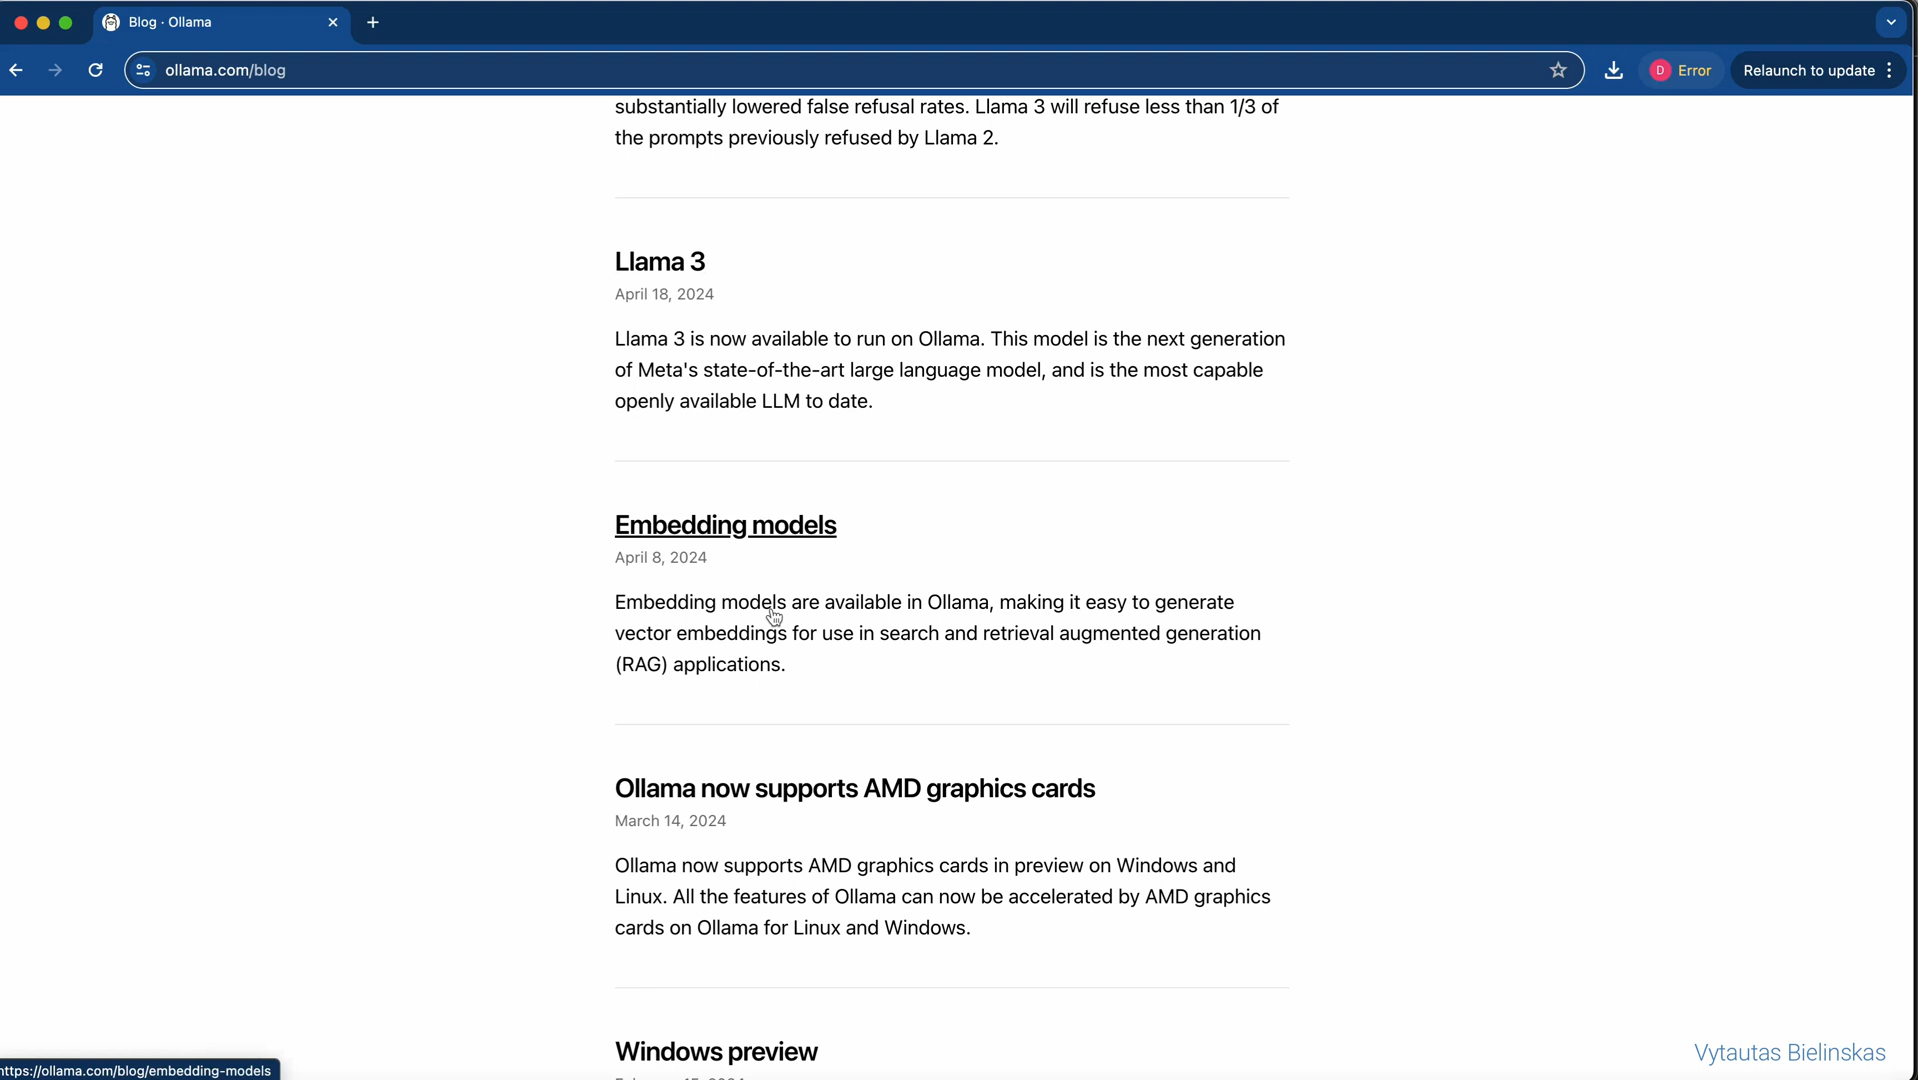 Blog · Ollama
ollama.com/blog
D Error
Relaunch to update
substantially lowered false refusal rates. Llama 3 will refuse less than 1/3 of
the prompts previously refused by Llama 2.
Llama 3
April 18, 2024
Llama 3 is now available to run on Ollama. This model is the next generation
of Meta's state-of-the-art large language model, and is the most capable
openly available LLM to date.
Embedding models
April 8, 2024
Embedding models are available in Ollama, making it easy to generate
vector embeddings for use in search and retrieval augmented generation
(RAG) applications.
Ollama now supports AMD graphics cards
March 14, 2024
Ollama now supports AMD graphics cards in preview on Windows and
Linux. All the features of Ollama can now be accelerated by AMD graphics
cards on Ollama for Linux and Windows.
Windows preview
Vytautas Bielinskas
https://ollama.com/blog/embedding-models